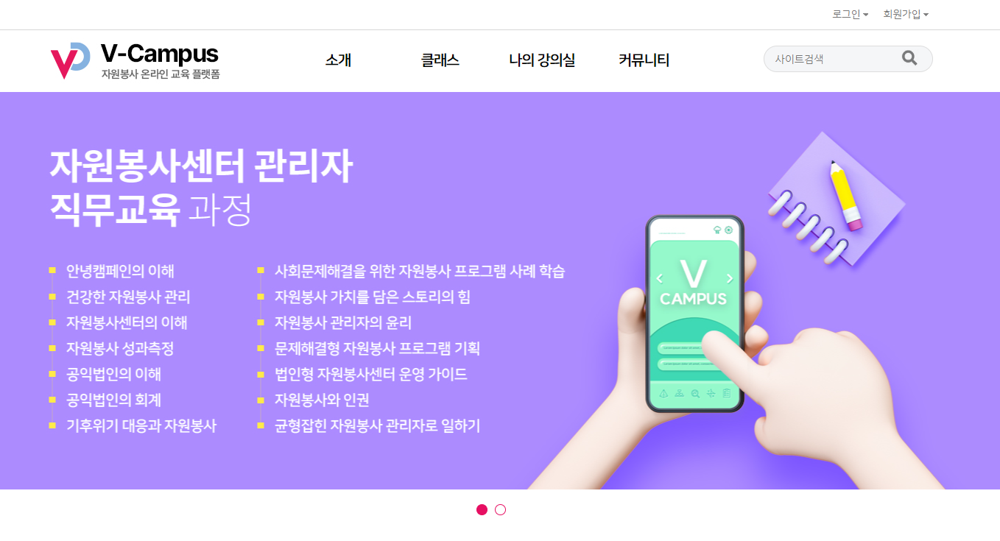 로그인
회원가입
V-Campus
자원봉사 온라인 교육 플랫폼
소개
클래스
나의 강의실
커뮤니티
사이트검색
자원봉사센터 관리자
직무교육 과정
안녕캠페인의 이해
건강한 자원봉사 관리
자원봉사센터의 이해
자원봉사 성과측정
공익법인의 이해
공익법인의 회계
기후위기 대응과 자원봉사
사회문제해결을 위한 자원봉사 프로그램 사례 학습
자원봉사 가치를 담은 스토리의 힘
자원봉사 관리자의 윤리
문제해결형 자원봉사 프로그램 기획
법인형 자원봉사센터 운영 가이드
자원봉사와 인권
균형잡힌 자원봉사 관리자로 일하기
V
CAMPUS